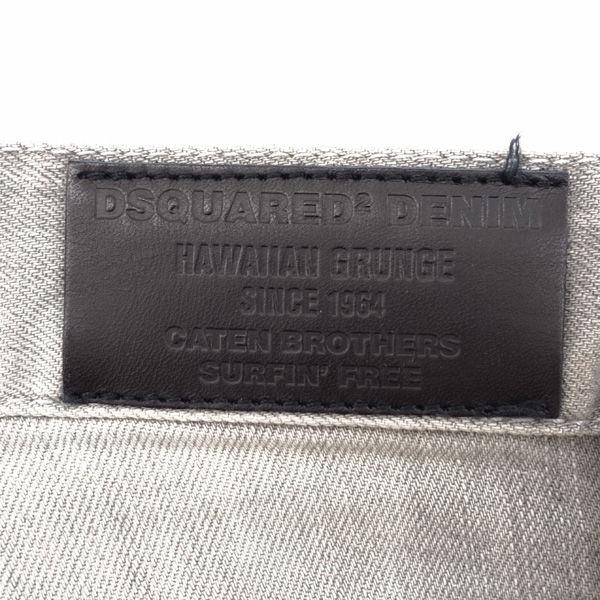 DSQUARED² DENIM
HAWAIIAN GRUNGE
SINCE 1964
CATEN BROTHERS
SURFIN' FREE